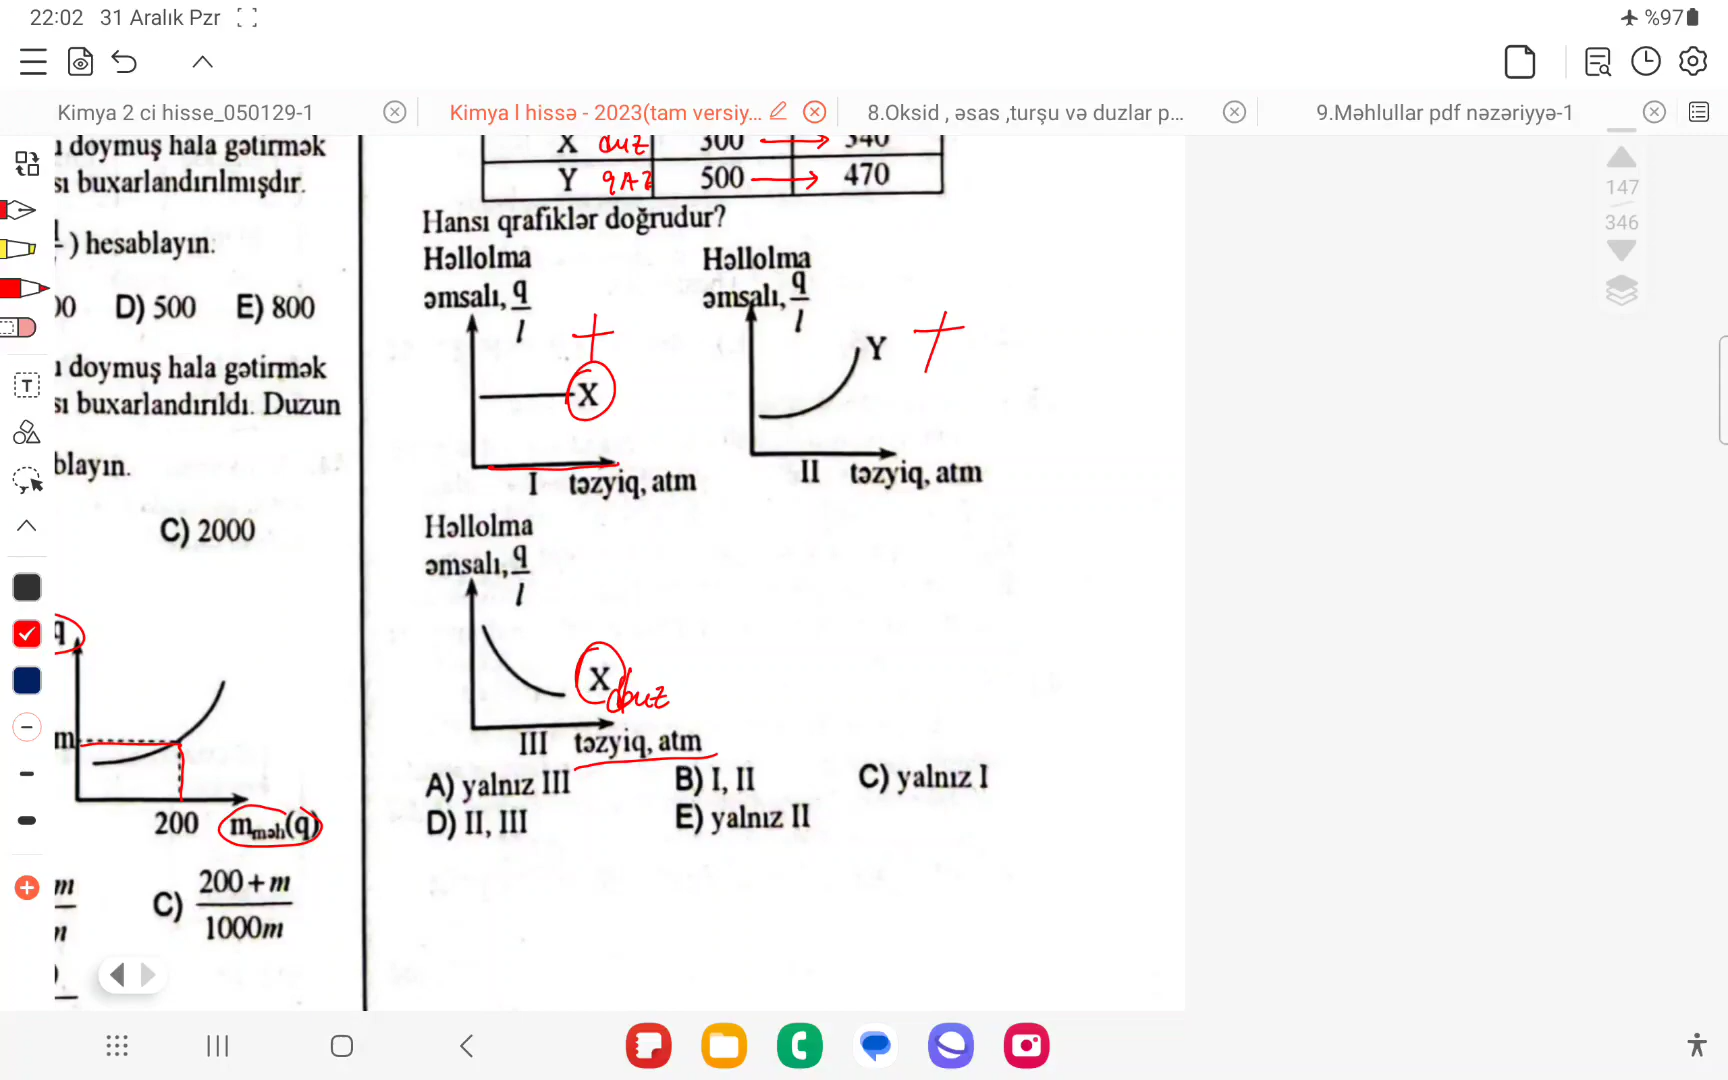 22:02 31 Aralık Pzr
%97
Kimya 2 ci hisse_050129-1
Kimya l hissə - 2023(tam versiy...
8.Oksid , əsas ,turşu və duzlar p...
9.Məhlullar pdf nəzəriyyə-1
147
346
T
ı doymuş hala gətirmək
sı buxarlandırılmışdır.
) hesablayın.
00 D) 500 E) 800
ı doymuş hala gətirmək
sı buxarlandırıldı. Duzun
blayın.
C) 2000
q
m
200 mməh(q)
m
n
C) 200+m
1000m
X duz 300 340
Y qAZ 500 470
Hansı qrafiklər doğrudur?
Həllolma
əmsalı, q/l
X
I təzyiq, atm
Həllolma
əmsalı, q/l
Y
II təzyiq, atm
Həllolma
əmsalı, q/l
X duz
III təzyiq, atm
A) yalnız III B) I, II C) yalnız I
D) II, III E) yalnız II